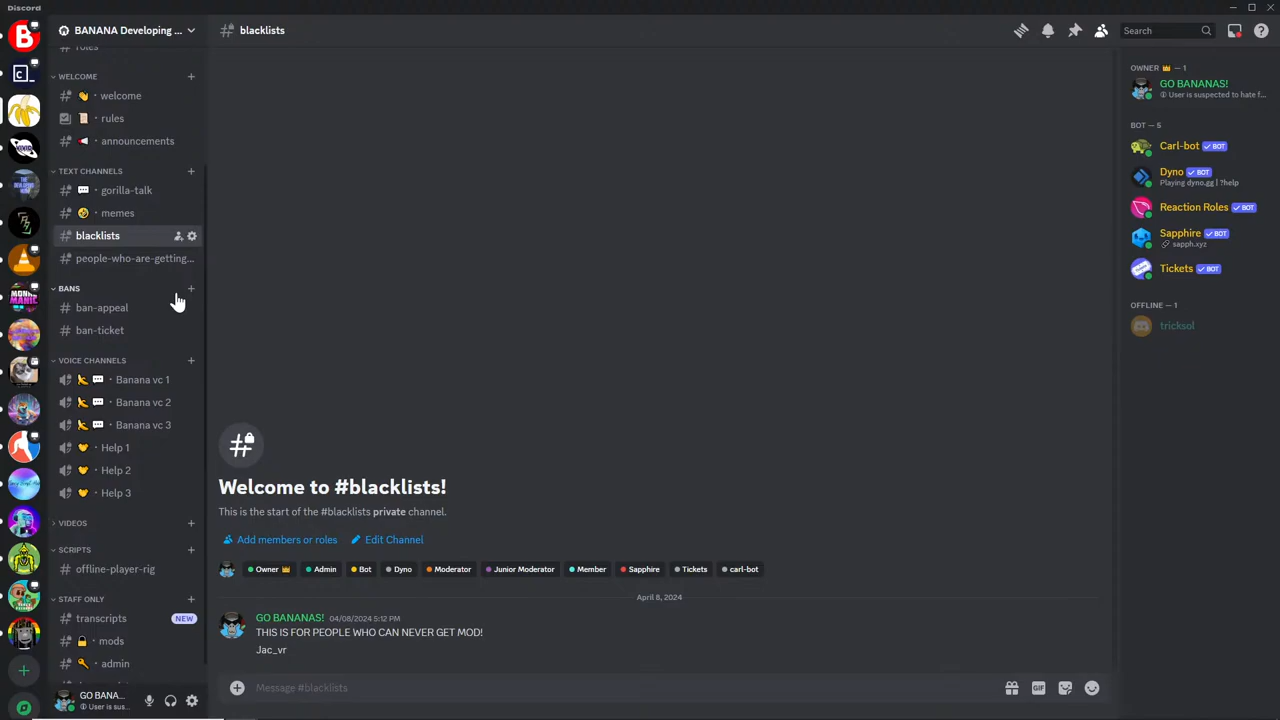 Discord
BANANA Developing ...
roles
WELCOME
welcome
rules
announcements
TEXT CHANNELS
gorilla-talk
memes
blacklists
people-who-are-getting...
BANS
ban-appeal
ban-ticket
VOICE CHANNELS
Banana vc 1
Banana vc 2
Banana vc 3
Help 1
Help 2
Help 3
VIDEOS
SCRIPTS
offline-player-rig
STAFF ONLY
transcripts NEW
mods
admin
GO BANA...
User is sus...
blacklists
Search
Welcome to #blacklists!
This is the start of the #blacklists private channel.
Add members or roles Edit Channel
Owner Admin Bot Dyno Moderator Junior Moderator Member Sapphire Tickets carl-bot
April 8, 2024
GO BANANAS! 04/08/2024 5:12 PM
THIS IS FOR PEOPLE WHO CAN NEVER GET MOD!
Jac_vr
Message #blacklists
GIF
OWNER — 1
GO BANANAS!
User is suspected to hate f...
BOT — 5
Carl-bot BOT
Dyno BOT
Playing dyno.gg | ?help
Reaction Roles BOT
Sapphire BOT
sapph.xyz
Tickets BOT
OFFLINE — 1
tricksol